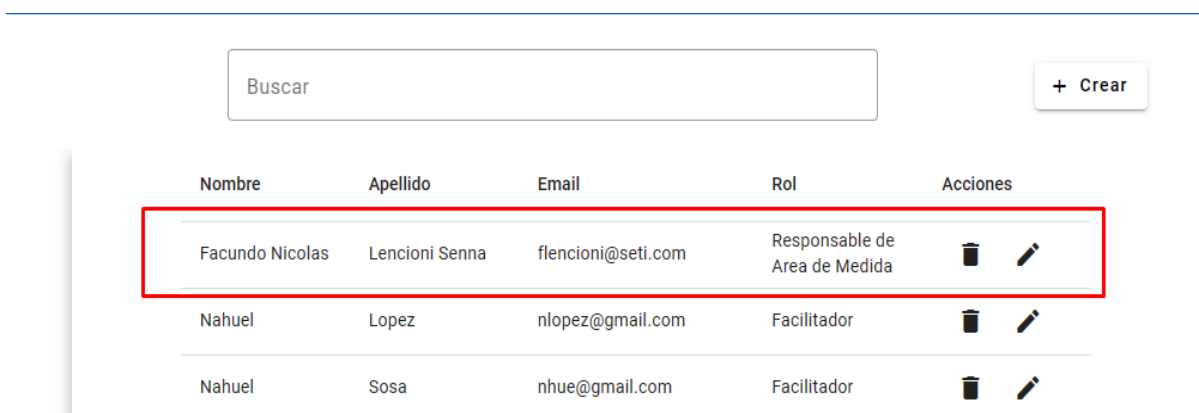 Buscar
+ Crear
Nombre Apellido Email Rol Acciones
Facundo Nicolas Lencioni Senna flencioni@seti.com Responsable de
Area de Medida
Nahuel Lopez nlopez@gmail.com Facilitador
Nahuel Sosa nhue@gmail.com Facilitador